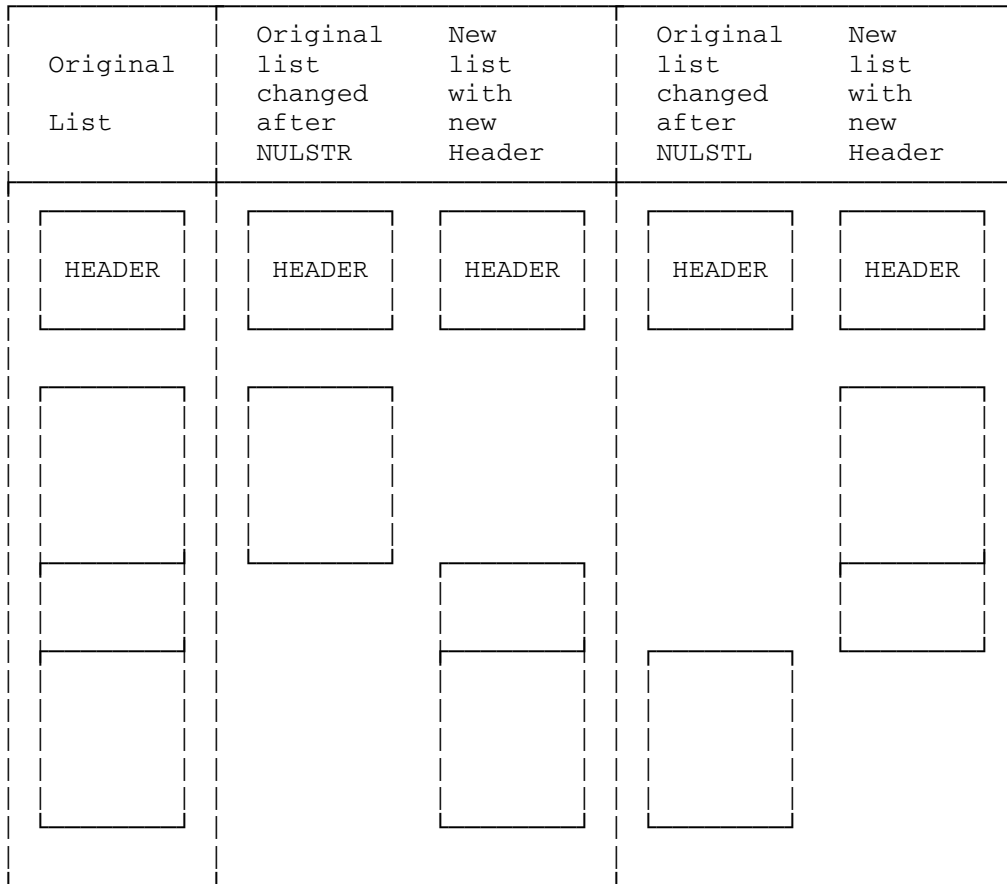 Original New Original New
Original list list list list
changed with changed with
List after new after new
NULSTR Header NULSTL Header
HEADER HEADER HEADER HEADER HEADER